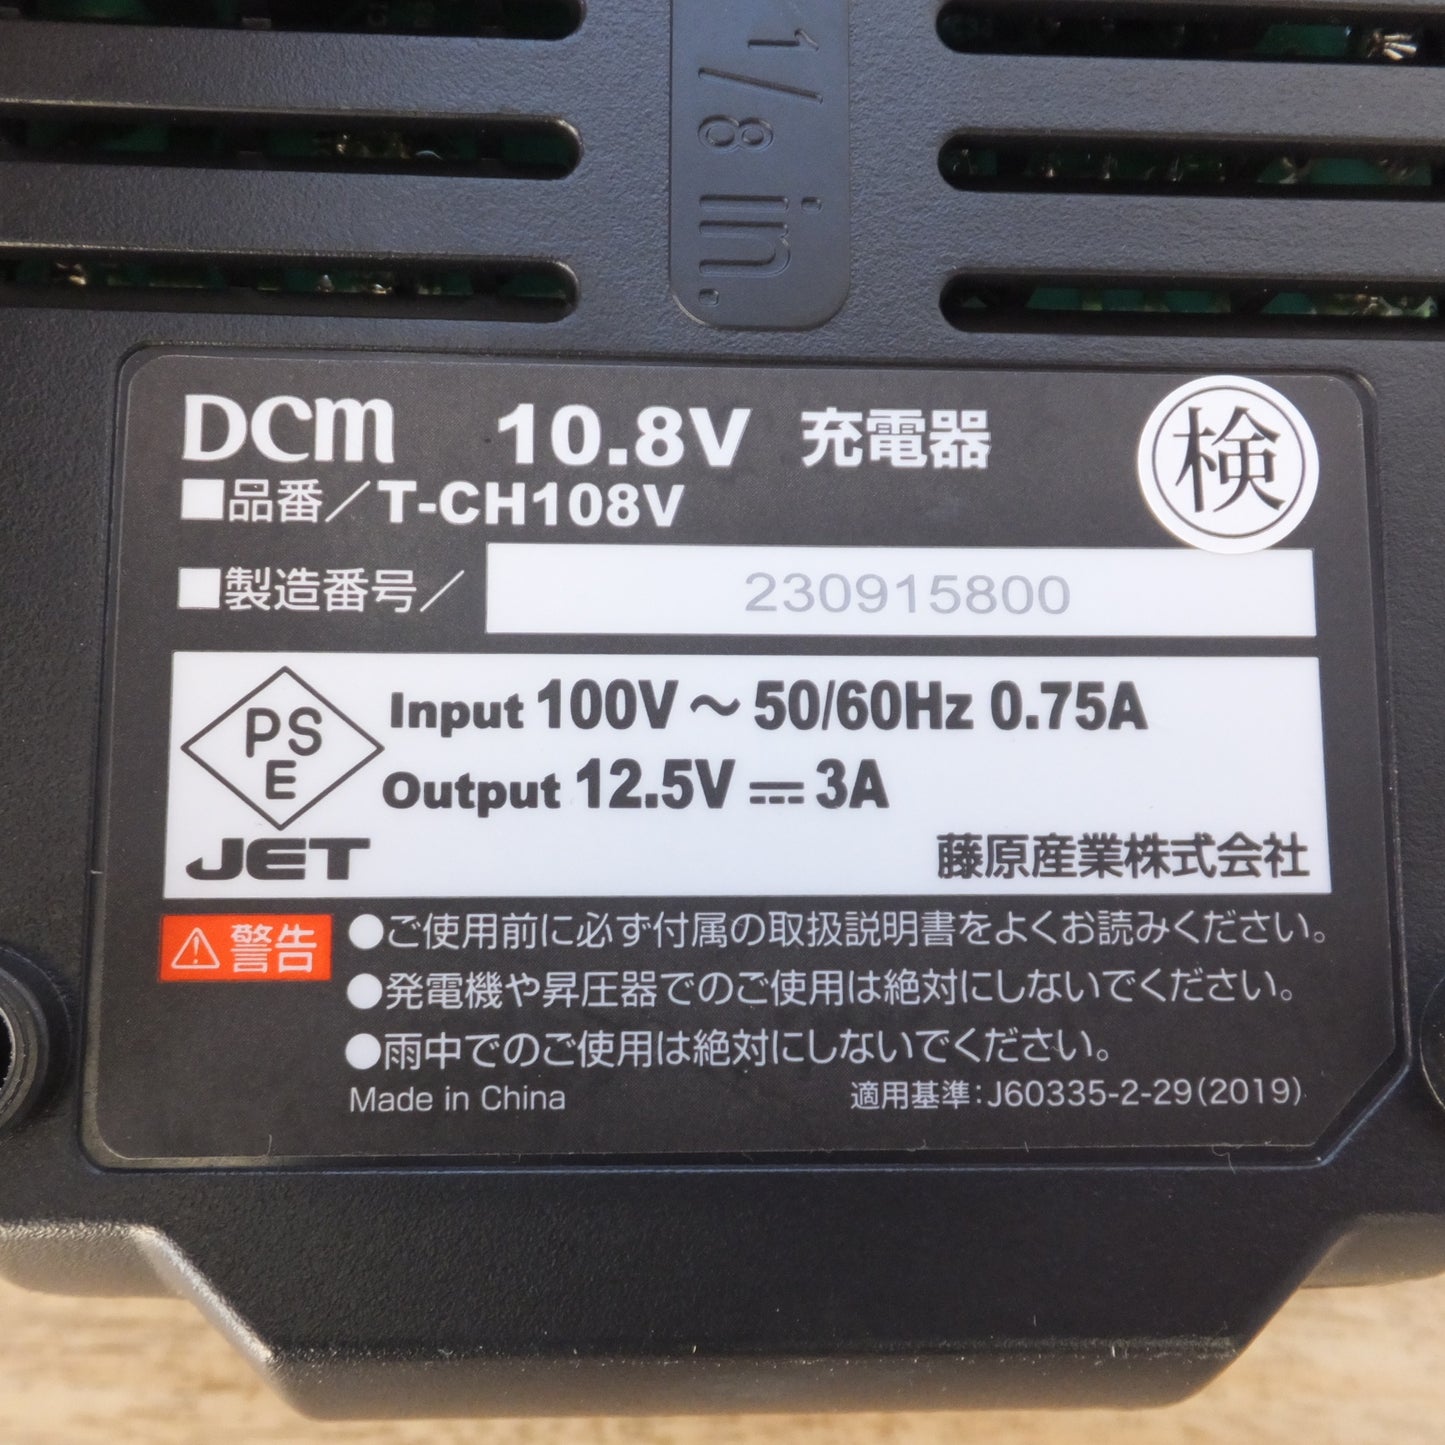 1/8 in.
DCM 10.8V 充電器
検
■品番／T-CH108V
■製造番号／ 230915800
PS
E
Input 100V～50/60Hz 0.75A
Output 12.5V⎓3A
JET
藤原産業株式会社
⚠警告
●ご使用前に必ず付属の取扱説明書をよくお読みください。
●発電機や昇圧器でのご使用は絶対にしないでください。
●雨中でのご使用は絶対にしないでください。
Made in China
適用基準：J60335-2-29(2019)